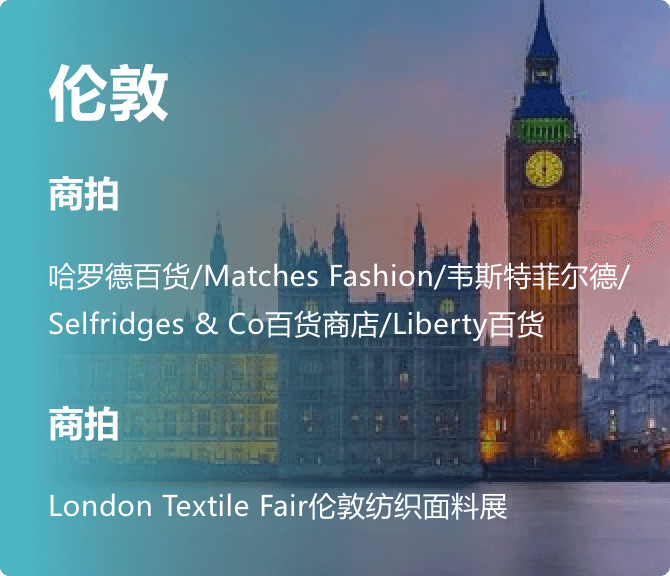 伦敦
商拍
哈罗德百货/Matches Fashion/韦斯特菲尔德/
Selfridges & Co百货商店/Liberty百货
商拍
London Textile Fair伦敦纺织面料展